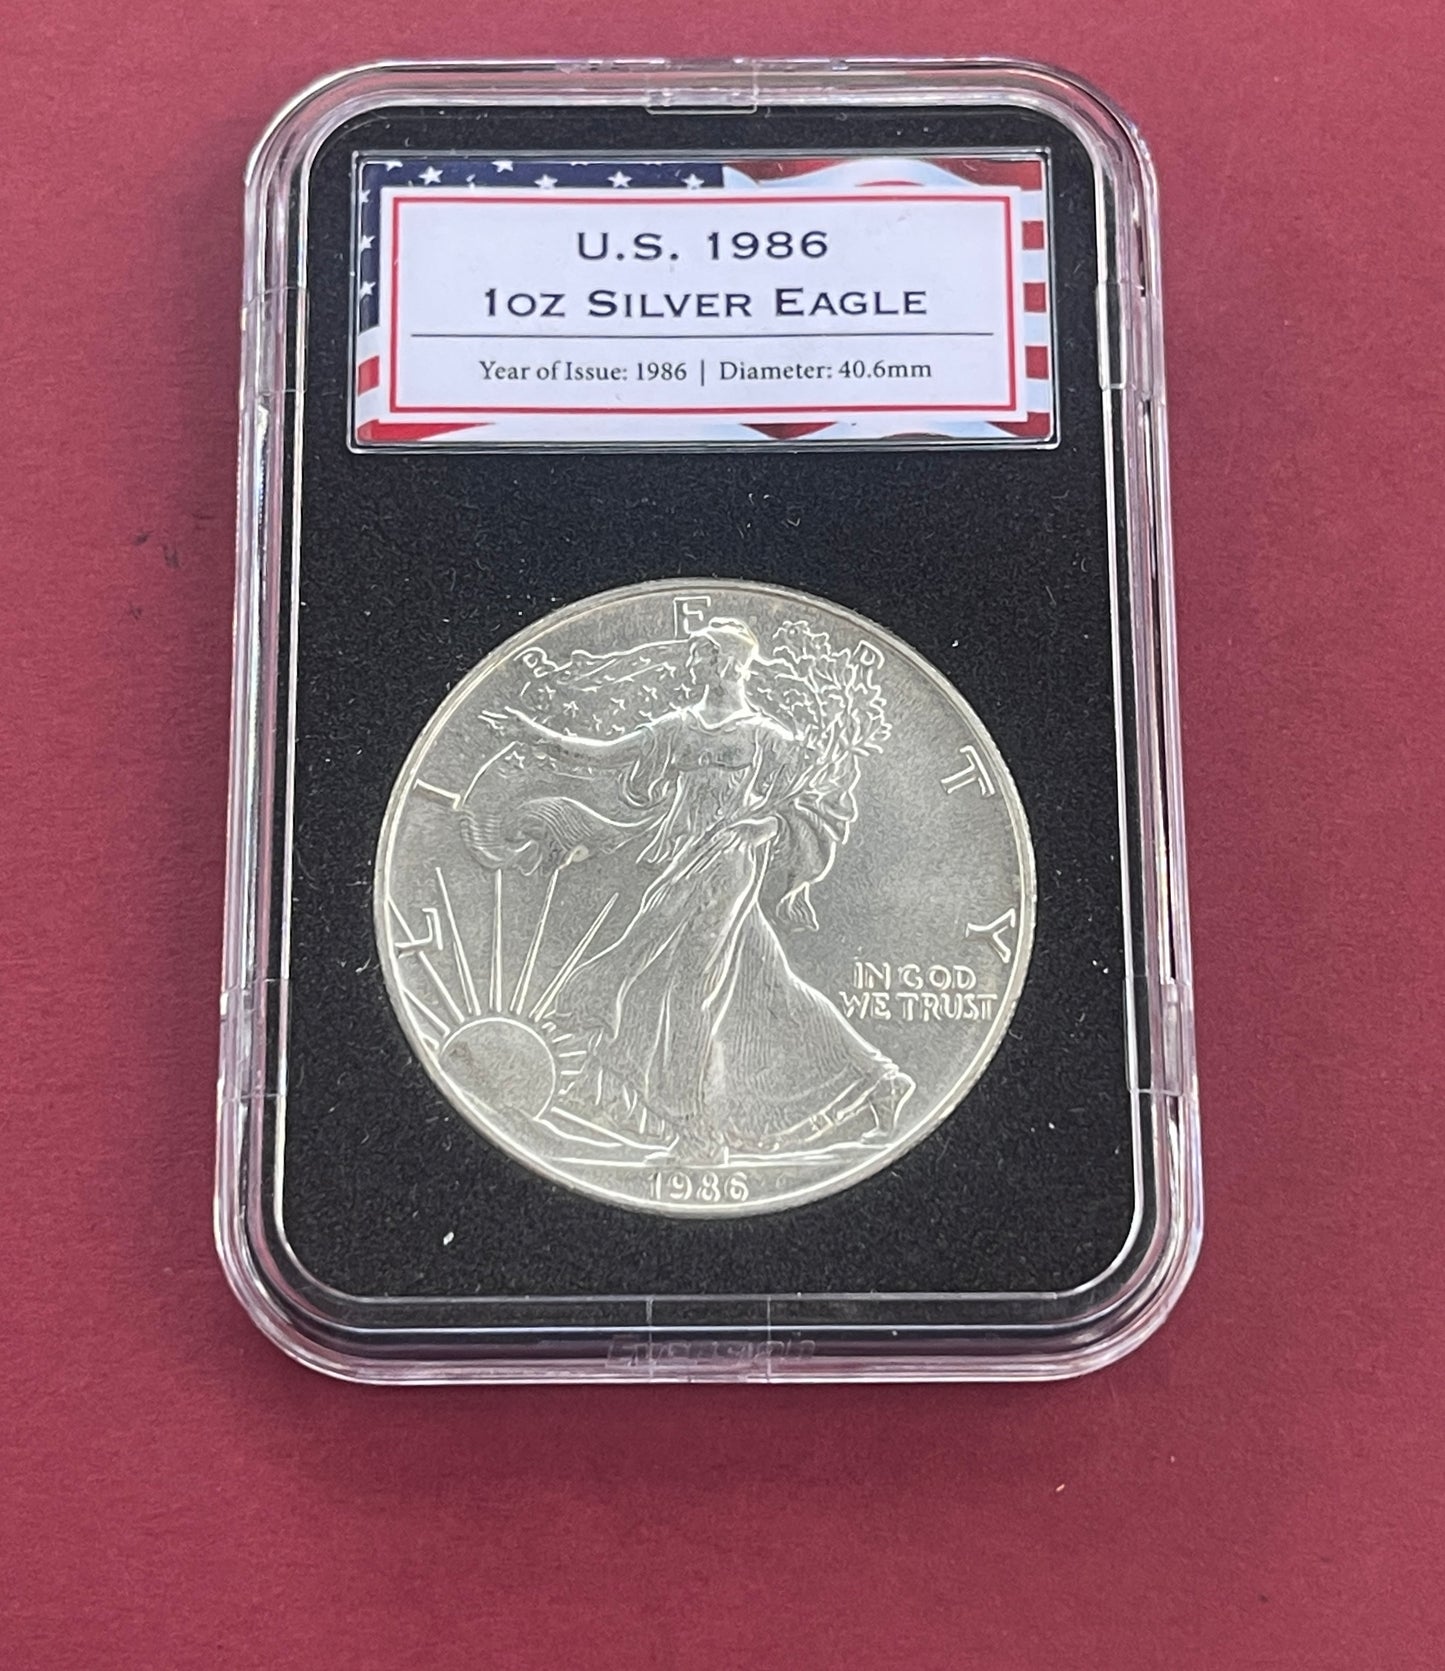 U.S. 1986
1OZ SILVER EAGLE
Year of Issue: 1986 | Diameter: 40.6mm
LIBERTY
IN GOD
WE TRUST
1986